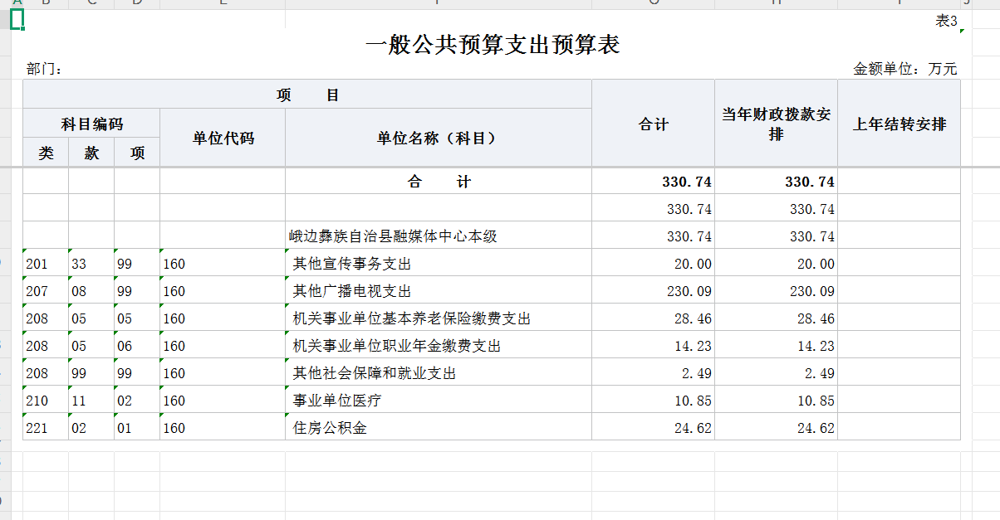 表3
一般公共预算支出预算表
部门：
金额单位：万元
项 目
合计
当年财政拨款安排
上年结转安排
科目编码
单位代码
单位名称（科目）
类 款 项
合 计 330.74 330.74
330.74 330.74
峨边彝族自治县融媒体中心本级 330.74 330.74
201 33 99 160 其他宣传事务支出 20.00 20.00
207 08 99 160 其他广播电视支出 230.09 230.09
208 05 05 160 机关事业单位基本养老保险缴费支出 28.46 28.46
208 05 06 160 机关事业单位职业年金缴费支出 14.23 14.23
208 99 99 160 其他社会保障和就业支出 2.49 2.49
210 11 02 160 事业单位医疗 10.85 10.85
221 02 01 160 住房公积金 24.62 24.62